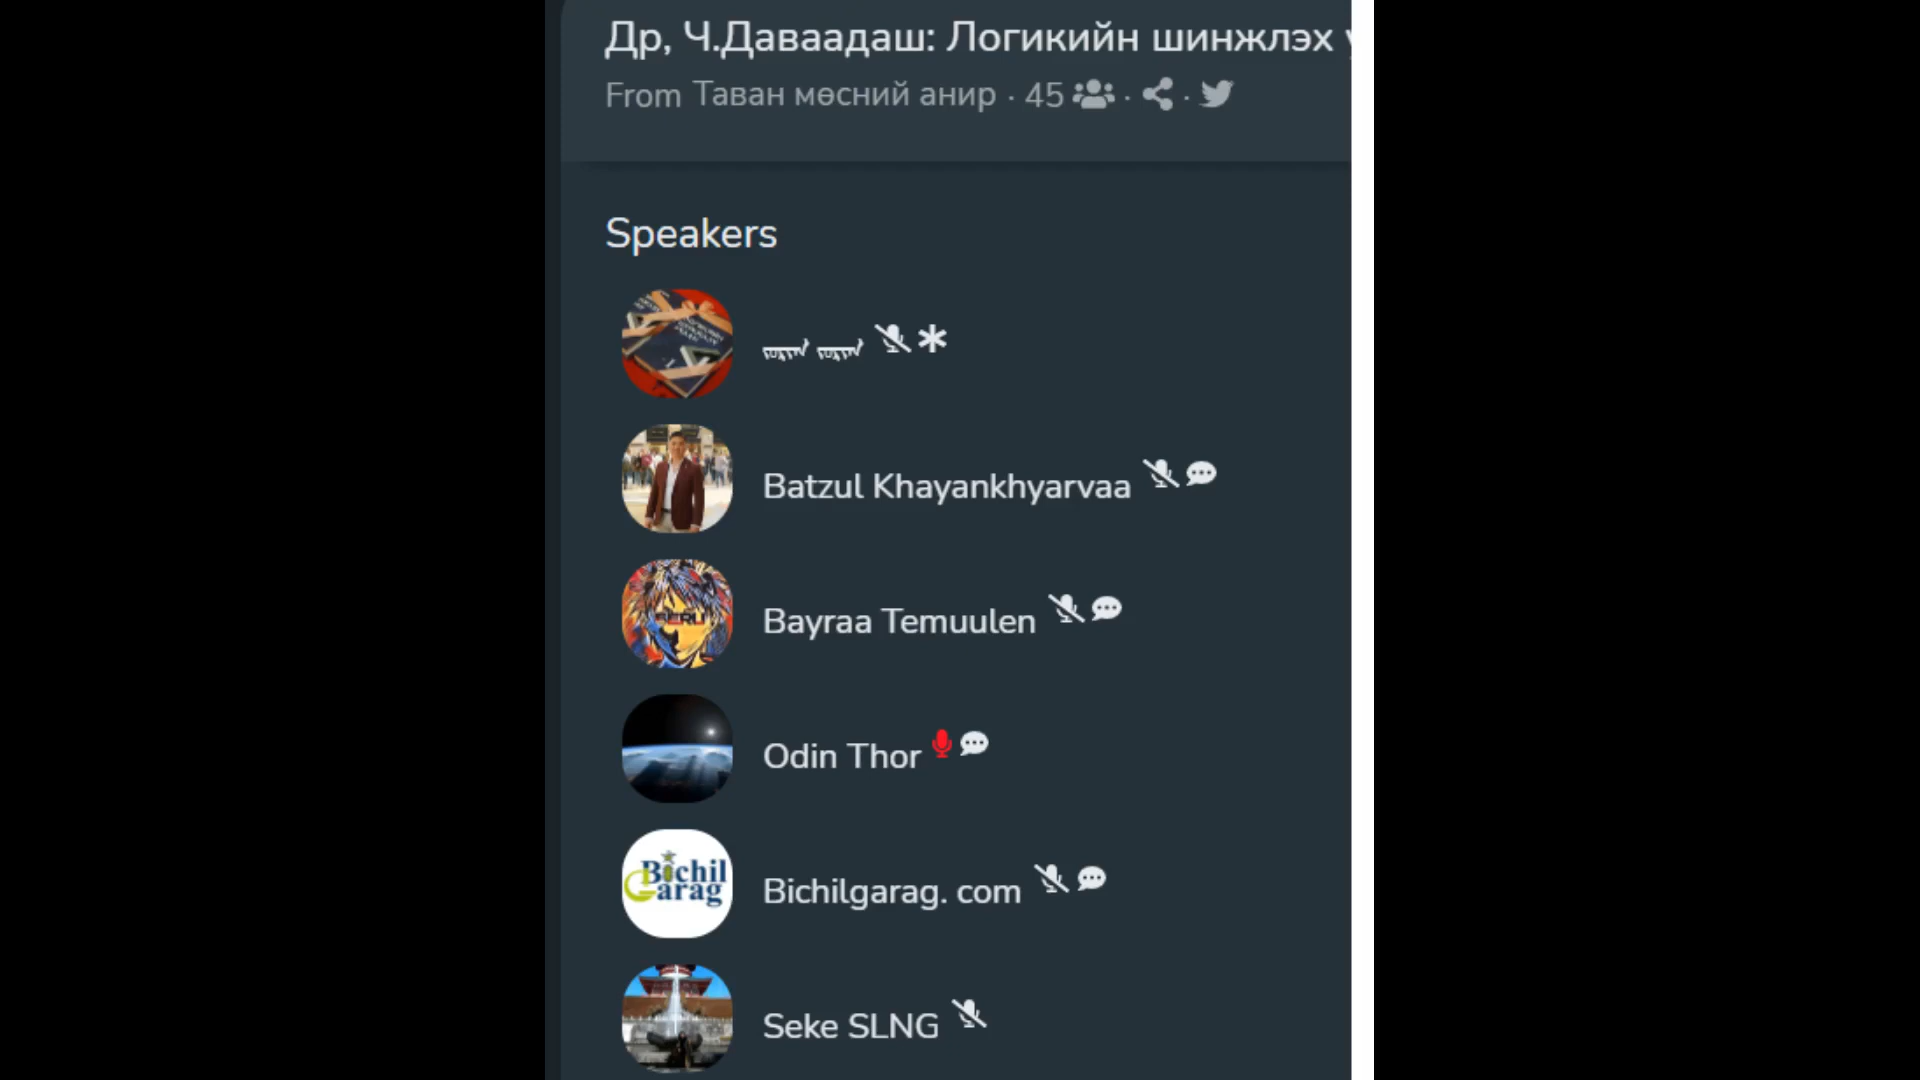 Др, Ч.Даваадаш: Логикийн шинжлэх
From Таван мөсний анир · 45
Speakers
Batzul Khayankhyarvaa
Bayraa Temuulen
BERU
Odin Thor
Bichil
Garag
Bichilgarag. com
Seke SLNG